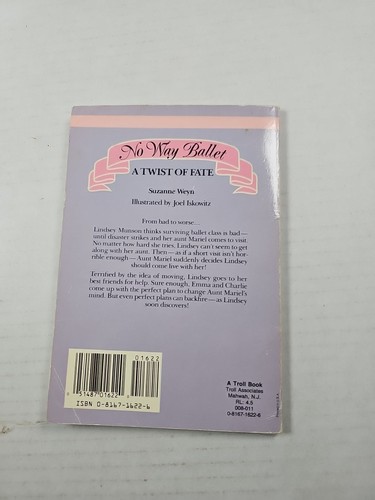 No Way Ballet
A TWIST OF FATE
Suzanne Weyn
Illustrated by Joel Iskowitz
From bad to worse...
Lindsey Munson thinks surviving ballet class is bad—
until disaster strikes and her aunt Mariel comes to visit.
No matter how hard she tries, Lindsey can't seem to get
along with her aunt. Then—as if a short visit isn't hor-
rible enough—Aunt Mariel suddenly decides Lindsey
should come live with her!
Terrified by the idea of moving, Lindsey goes to her
best friends for help. Sure enough, Emma and Charlie
come up with the perfect plan to change Aunt Mariel's
mind. But even perfect plans can backfire—as Lindsey
soon discovers!
01622
0 51487 01622 0
ISBN 0-8167-1622-6
A Troll Book
Troll Associates
Mahwah, N.J.
RL: 4.5
008-011
0-8167-1622-6